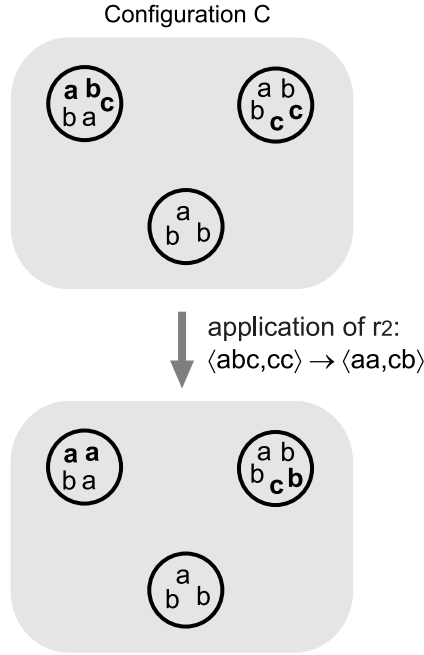 Configuration C
a b c
b a
a b
b c c
a
b b
application of r2:
⟨abc,cc⟩ → ⟨aa,cb⟩
a a
b a
a b
b c b
a
b b